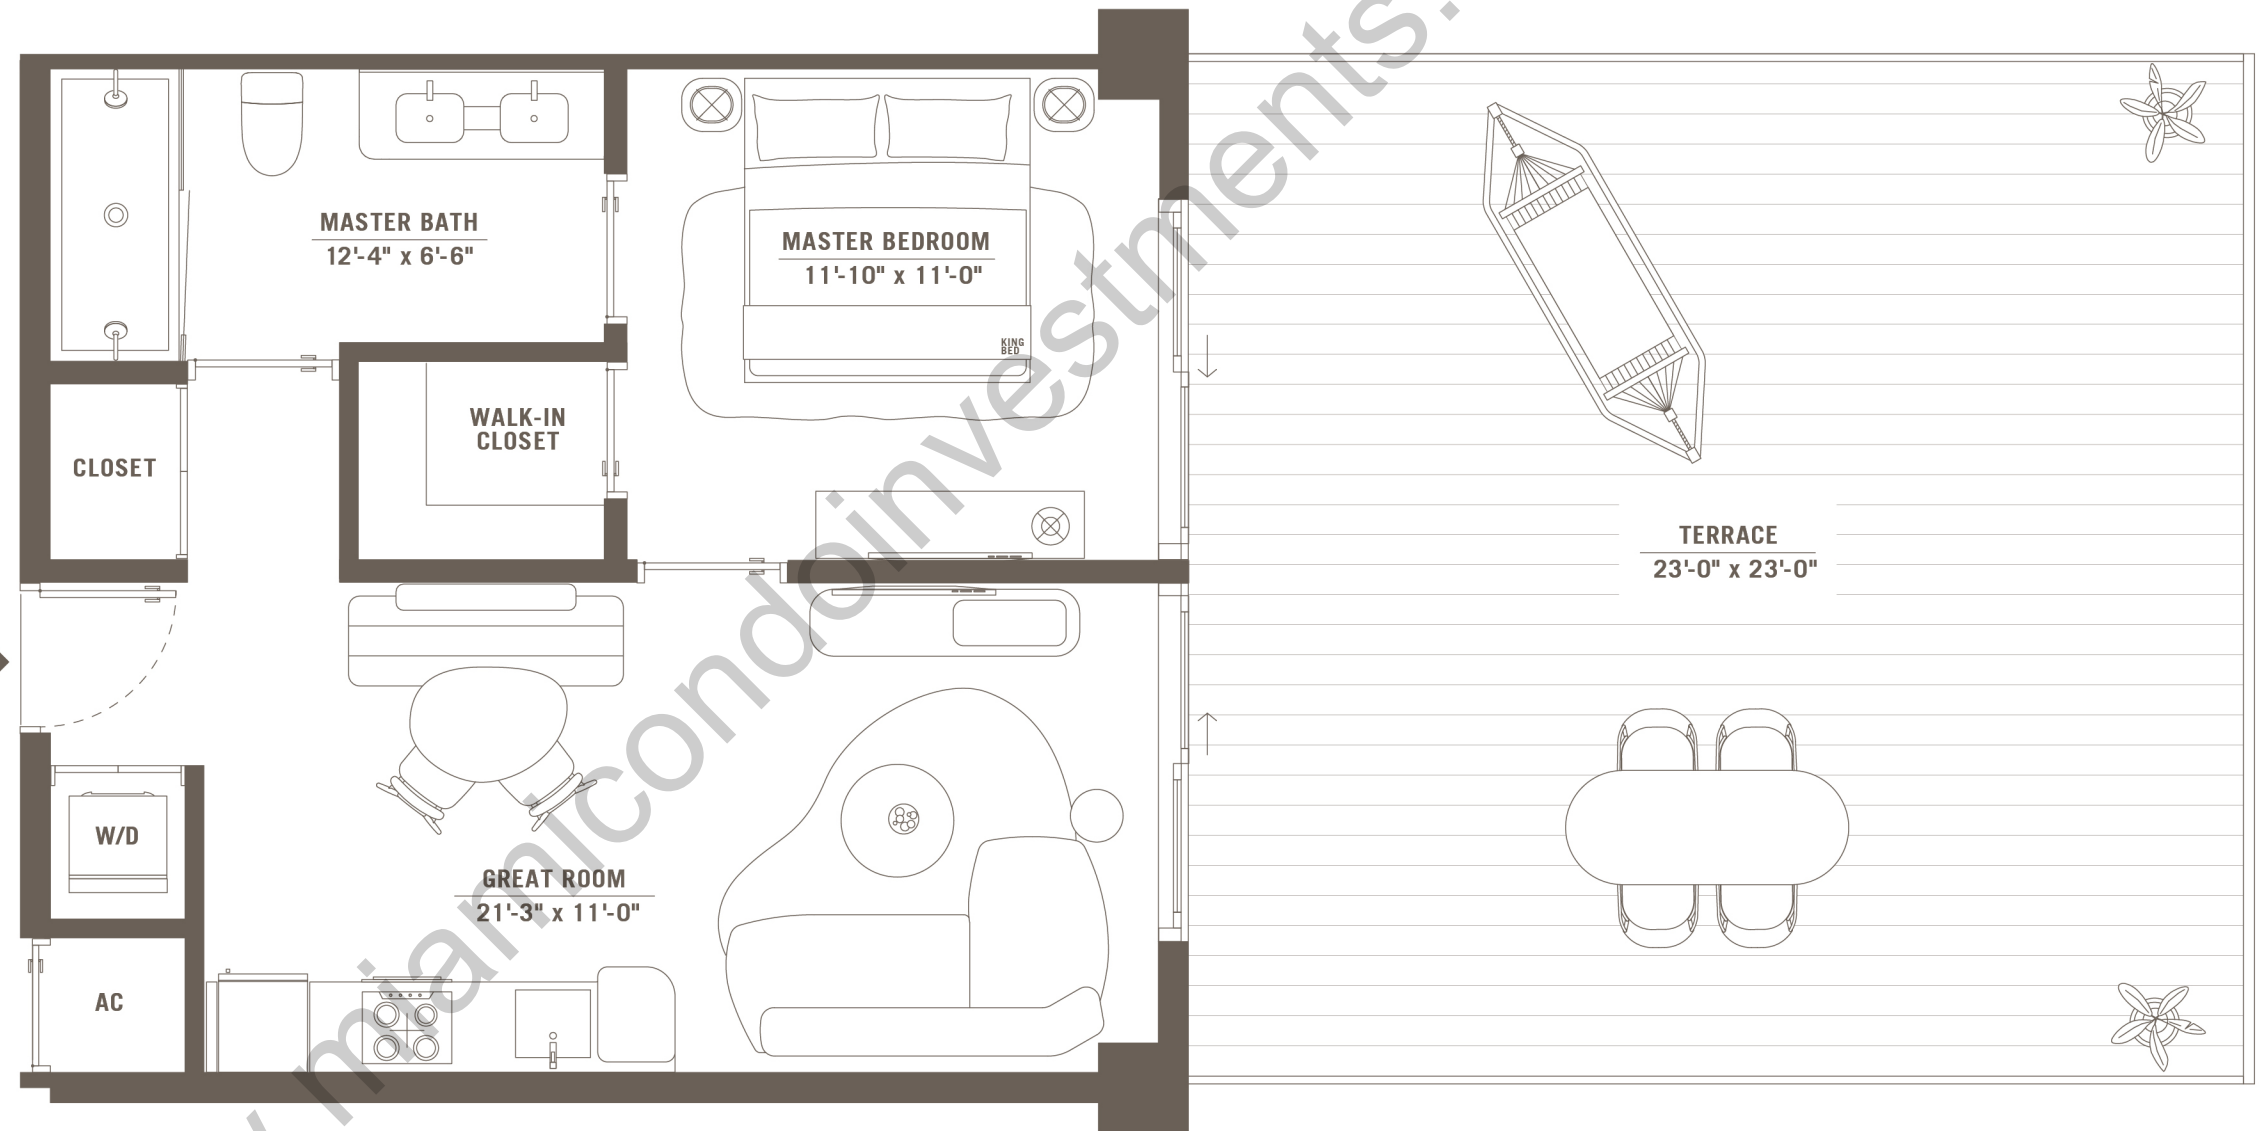 MASTER BATH
12'-4" x 6'-6"
MASTER BEDROOM
11'-10" x 11'-0"
KING
BED
WALK-IN
CLOSET
CLOSET
TERRACE
23'-0" x 23'-0"
W/D
GREAT ROOM
21'-3" x 11'-0"
AC
miamicondoinvestments.